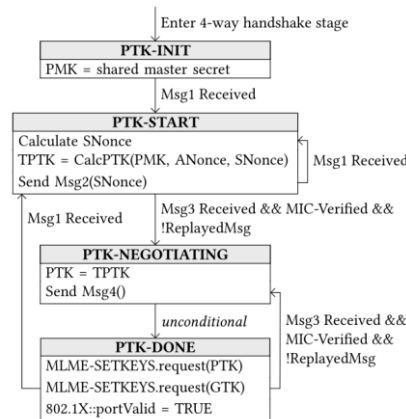 Enter 4-way handshake stage
PTK-INIT
PMK = shared master secret
Msg1 Received
PTK-START
Calculate SNonce
TPTK = CalcPTK(PMK, ANonce, SNonce)
Send Msg2(SNonce)
Msg1 Received
Msg1 Received
Msg3 Received && MIC-Verified &&
!ReplayedMsg
PTK-NEGOTIATING
PTK = TPTK
Send Msg4()
unconditional
Msg3 Received &&
MIC-Verified &&
!ReplayedMsg
PTK-DONE
MLME-SETKEYS.request(PTK)
MLME-SETKEYS.request(GTK)
802.1X::portValid = TRUE